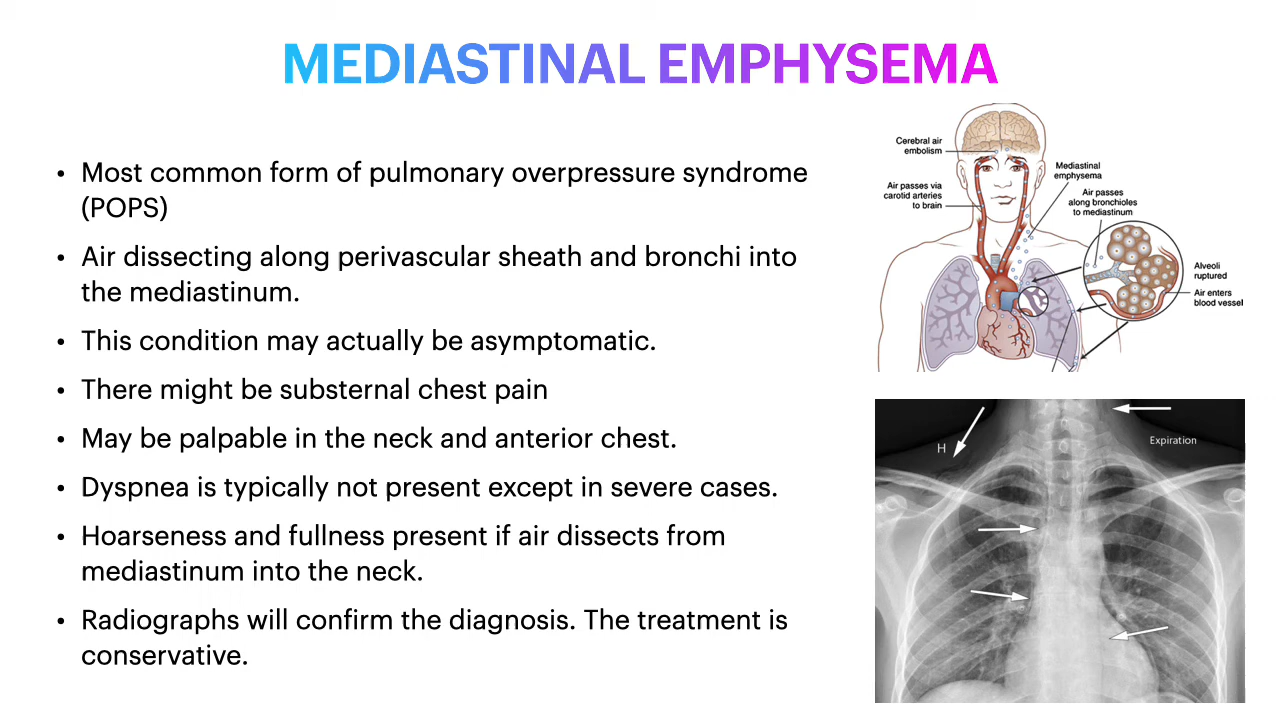 MEDIASTINAL EMPHYSEMA
• Most common form of pulmonary overpressure syndrome
(POPS)
• Air dissecting along perivascular sheath and bronchi into
the mediastinum.
• This condition may actually be asymptomatic.
• There might be substernal chest pain
• May be palpable in the neck and anterior chest.
• Dyspnea is typically not present except in severe cases.
• Hoarseness and fullness present if air dissects from
mediastinum into the neck.
• Radiographs will confirm the diagnosis. The treatment is
conservative.
Cerebral air
embolism
Air passes via
carotid arteries
to brain
Mediastinal
emphysema
Air passes
along bronchioles
to mediastinum
Alveoli
ruptured
Air enters
blood vessel
H
Expiration